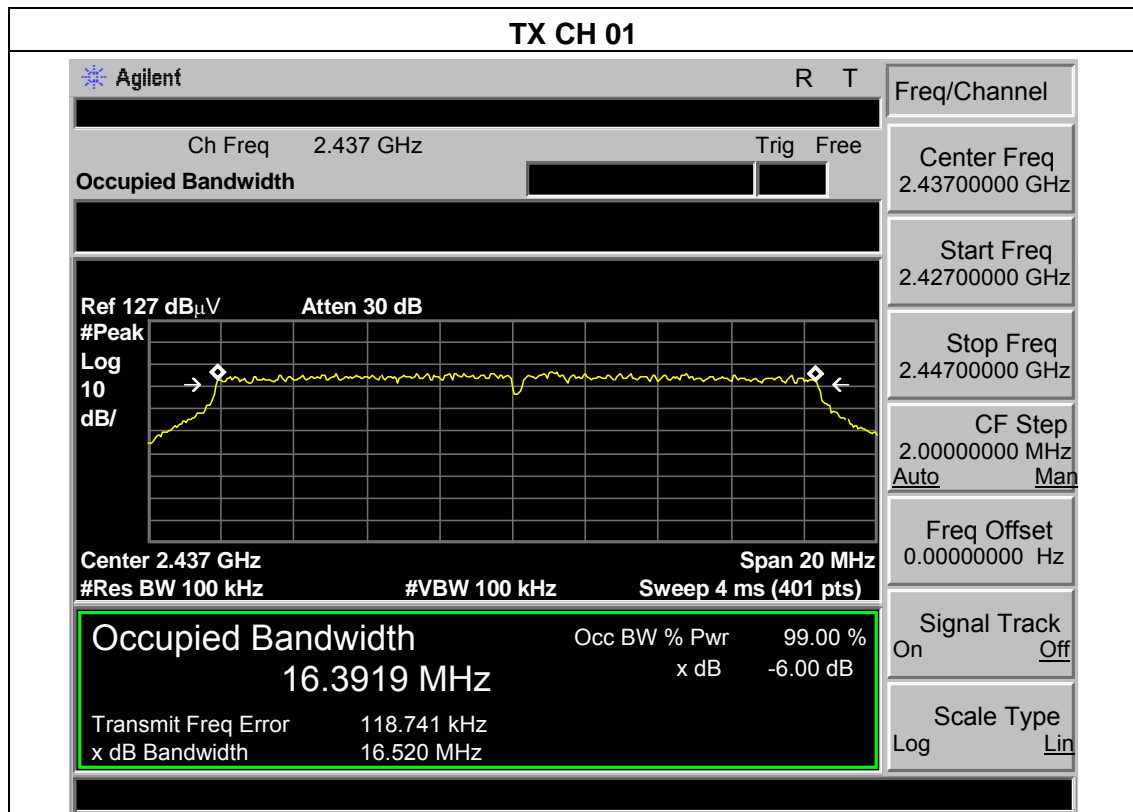 TX CH 01
Agilent
R T
Freq/Channel
Ch Freq 2.437 GHz
Trig Free
Occupied Bandwidth
Center Freq
2.43700000 GHz
Start Freq
2.42700000 GHz
Stop Freq
2.44700000 GHz
CF Step
2.00000000 MHz
Auto Man
Freq Offset
0.00000000 Hz
Signal Track
On Off
Scale Type
Log Lin
Ref 127 dBμV Atten 30 dB
#Peak
Log
10
dB/
Center 2.437 GHz Span 20 MHz
#Res BW 100 kHz #VBW 100 kHz Sweep 4 ms (401 pts)
Occupied Bandwidth
16.3919 MHz
Occ BW % Pwr 99.00 %
x dB -6.00 dB
Transmit Freq Error 118.741 kHz
x dB Bandwidth 16.520 MHz